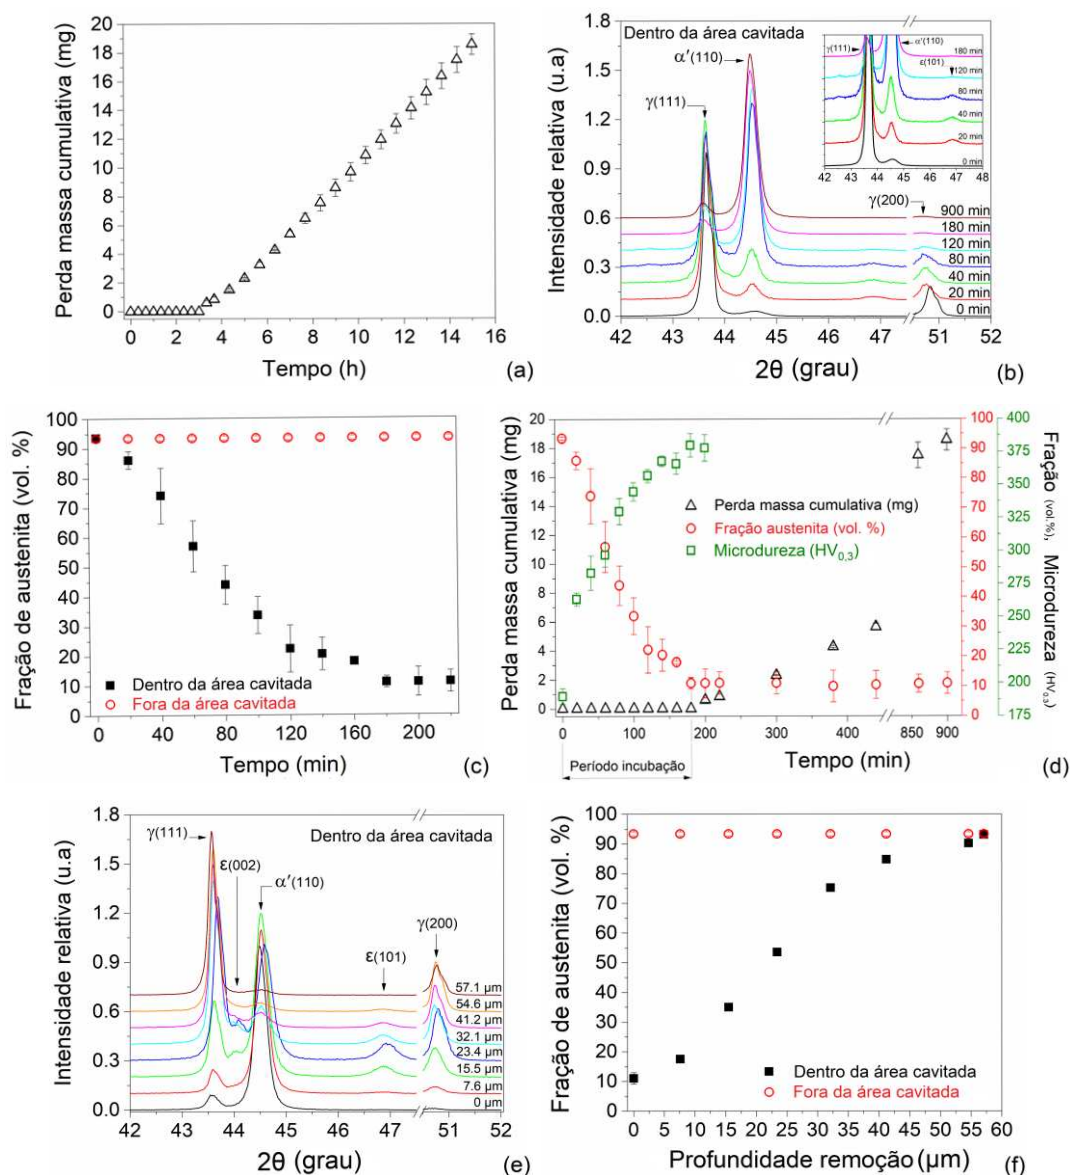 20
18
16
14
12
10
8
6
4
2
0
Perda massa cumulativa (mg)
0 2 4 6 8 10 12 14 16
Tempo (h)
(a)
1.8
1.5
1.2
0.9
0.6
0.3
0.0
Intensidade relativa (u.a)
Dentro da área cavitada
α′(110)
γ(111)
γ(200)
900 min
180 min
120 min
80 min
40 min
20 min
0 min
γ(111)
α′(110)
ε(101)
180 min
120 min
80 min
40 min
20 min
0 min
42 43 44 45 46 47 48
42 43 44 45 46 47 51 52
2θ (grau)
(b)
100
90
80
70
60
50
40
30
20
10
0
Fração de austenita (vol. %)
Dentro da área cavitada
Fora da área cavitada
0 40 80 120 160 200
Tempo (min)
(c)
20
18
16
14
12
10
8
6
4
2
0
Perda massa cumulativa (mg)
Perda massa cumulativa (mg)
Fração austenita (vol. %)
Microdureza (HV0,3)
100
90
80
70
60
50
40
30
20
10
0
400
375
350
325
300
275
250
225
200
175
Fração (vol.%), Microdureza (HV0,3)
0 100 200 300 400 850 900
Período incubação
Tempo (min)
(d)
1.8
1.5
1.2
0.9
0.6
0.3
0.0
Intensidade relativa (u.a)
Dentro da área cavitada
γ(111)
ε(002)
α′(110)
ε(101)
γ(200)
57.1 µm
54.6 µm
41.2 µm
32.1 µm
23.4 µm
15.5 µm
7.6 µm
0 µm
42 43 44 45 46 47 51 52
2θ (grau)
(e)
100
90
80
70
60
50
40
30
20
10
0
Fração de austenita (vol. %)
Dentro da área cavitada
Fora da área cavitada
0 10 20 30 40 50 60
Profundidade remoção (µm)
(f)